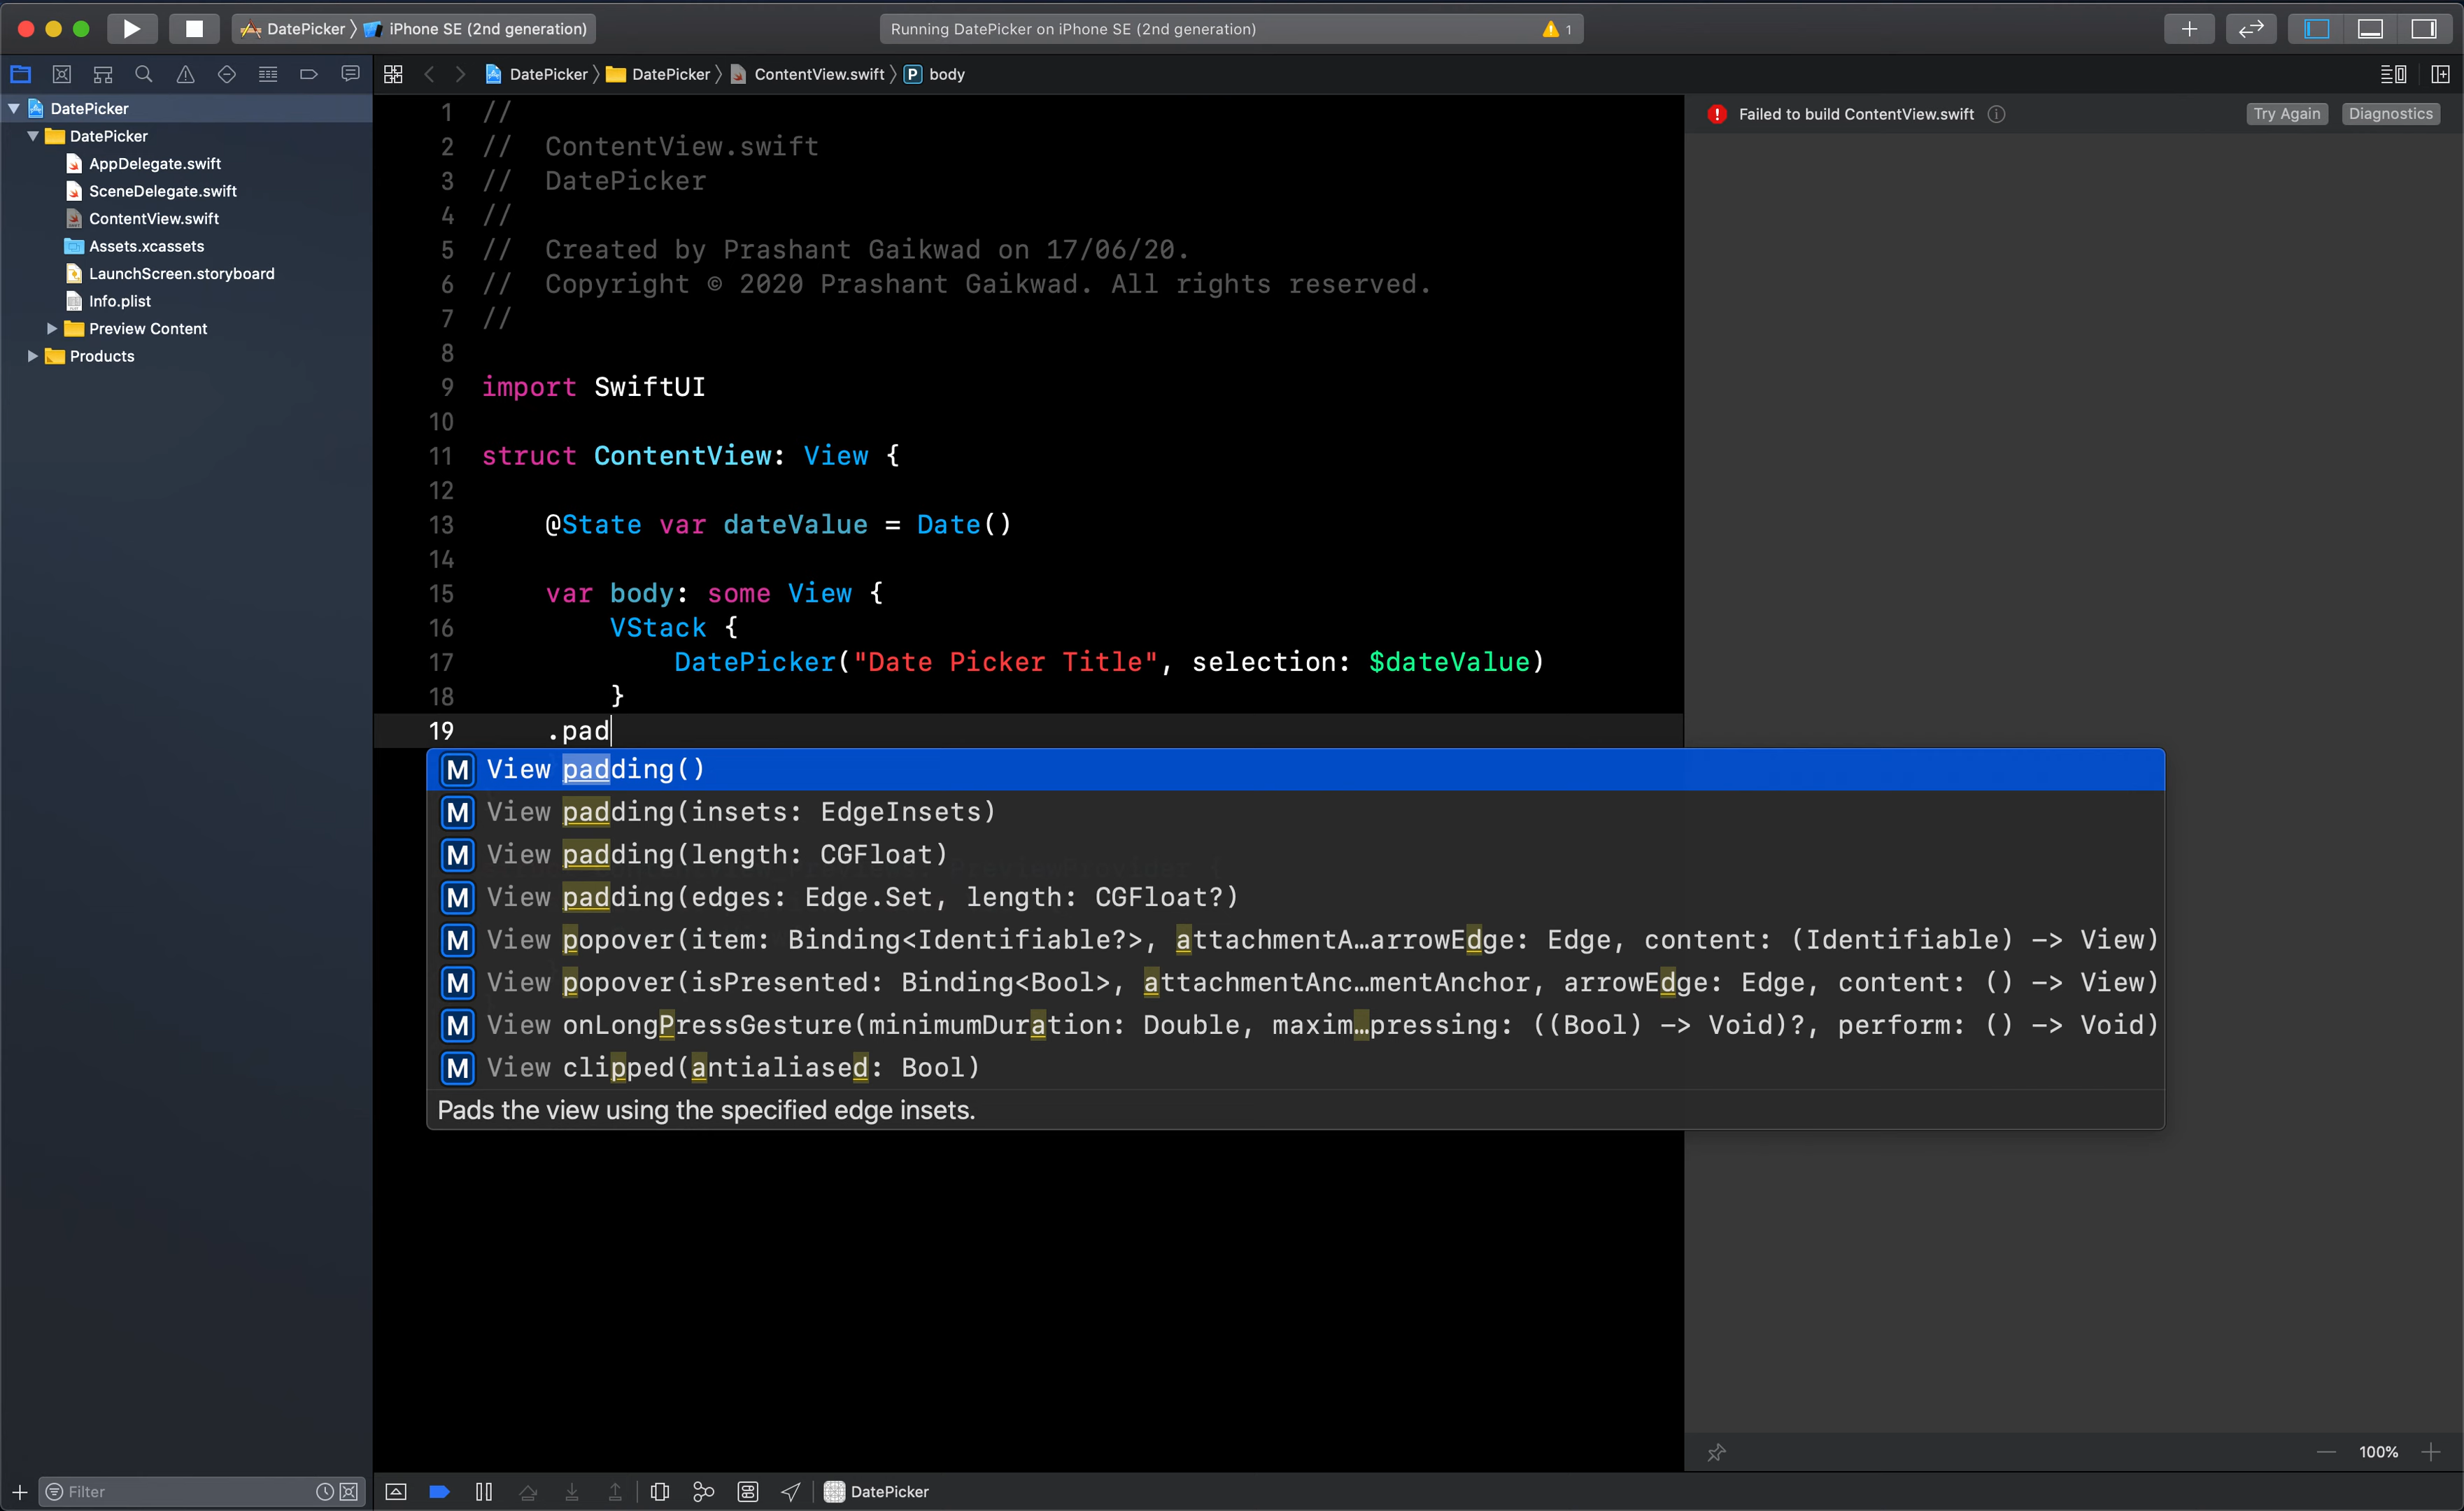 DatePicker 〉 iPhone SE (2nd generation)
Running DatePicker on iPhone SE (2nd generation)
1
DatePicker 〉 DatePicker 〉 ContentView.swift 〉 P body
DatePicker
DatePicker
AppDelegate.swift
SceneDelegate.swift
ContentView.swift
Assets.xcassets
LaunchScreen.storyboard
Info.plist
Preview Content
Products
Filter
1 //
2 //  ContentView.swift
3 //  DatePicker
4 //
5 //  Created by Prashant Gaikwad on 17/06/20.
6 //  Copyright © 2020 Prashant Gaikwad. All rights reserved.
7 //
8
9 import SwiftUI
10
11 struct ContentView: View {
12
13     @State var dateValue = Date()
14
15     var body: some View {
16         VStack {
17             DatePicker("Date Picker Title", selection: $dateValue)
18         }
19     .pad
M View padding()
M View padding(insets: EdgeInsets)
M View padding(length: CGFloat)
M View padding(edges: Edge.Set, length: CGFloat?)
M View popover(item: Binding<Identifiable?>, attachmentA…arrowEdge: Edge, content: (Identifiable) -> View)
M View popover(isPresented: Binding<Bool>, attachmentAnc…mentAnchor, arrowEdge: Edge, content: () -> View)
M View onLongPressGesture(minimumDuration: Double, maxim…pressing: ((Bool) -> Void)?, perform: () -> Void)
M View clipped(antialiased: Bool)
Pads the view using the specified edge insets.
Failed to build ContentView.swift
Try Again
Diagnostics
100%
DatePicker